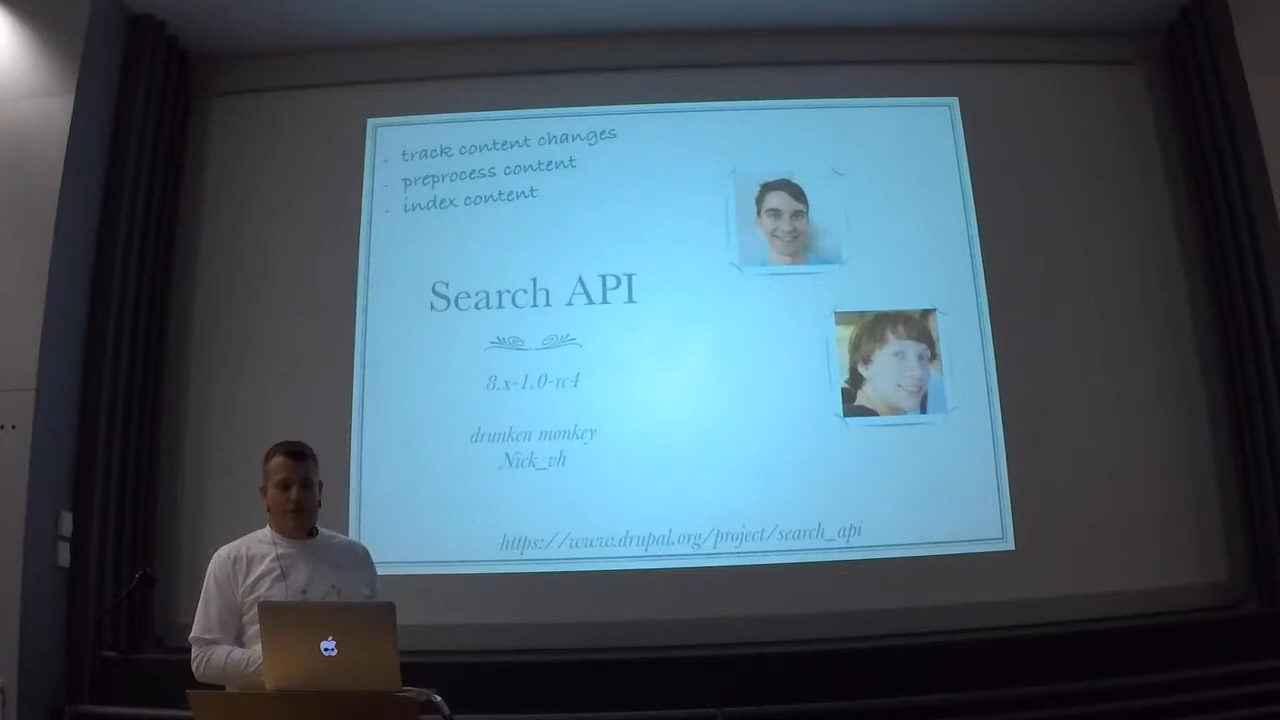 - track content changes
- preprocess content
- index content
Search API
8.x-1.0-rc4
drunken monkey
Nick_vh
https://www.drupal.org/project/search_api